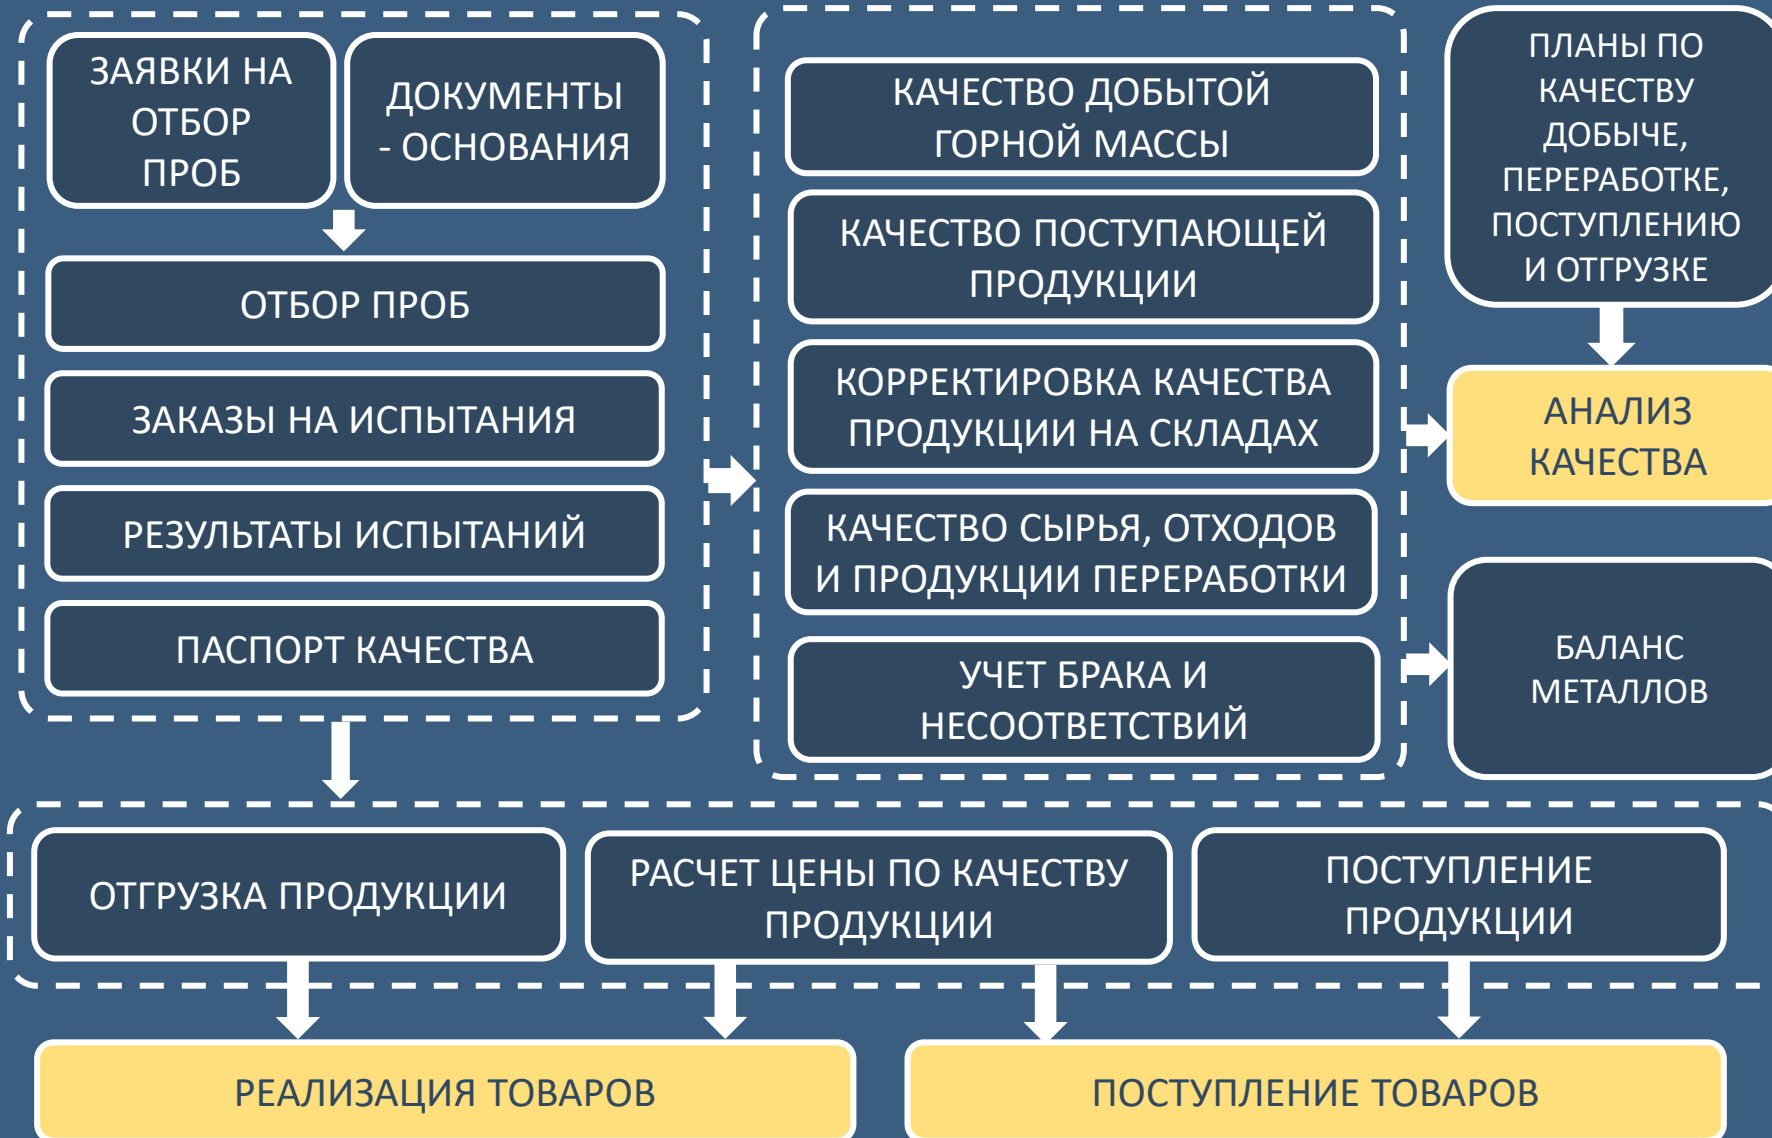 ЗАЯВКИ НА
ОТБОР
ПРОБ
ДОКУМЕНТЫ
- ОСНОВАНИЯ
ОТБОР ПРОБ
ЗАКАЗЫ НА ИСПЫТАНИЯ
РЕЗУЛЬТАТЫ ИСПЫТАНИЙ
ПАСПОРТ КАЧЕСТВА
КАЧЕСТВО ДОБЫТОЙ
ГОРНОЙ МАССЫ
КАЧЕСТВО ПОСТУПАЮЩЕЙ
ПРОДУКЦИИ
КОРРЕКТИРОВКА КАЧЕСТВА
ПРОДУКЦИИ НА СКЛАДАХ
КАЧЕСТВО СЫРЬЯ, ОТХОДОВ
И ПРОДУКЦИИ ПЕРЕРАБОТКИ
УЧЕТ БРАКА И
НЕСООТВЕТСТВИЙ
ПЛАНЫ ПО
КАЧЕСТВУ
ДОБЫЧЕ,
ПЕРЕРАБОТКЕ,
ПОСТУПЛЕНИЮ
И ОТГРУЗКЕ
АНАЛИЗ
КАЧЕСТВА
БАЛАНС
МЕТАЛЛОВ
ОТГРУЗКА ПРОДУКЦИИ
РАСЧЕТ ЦЕНЫ ПО КАЧЕСТВУ
ПРОДУКЦИИ
ПОСТУПЛЕНИЕ
ПРОДУКЦИИ
РЕАЛИЗАЦИЯ ТОВАРОВ
ПОСТУПЛЕНИЕ ТОВАРОВ